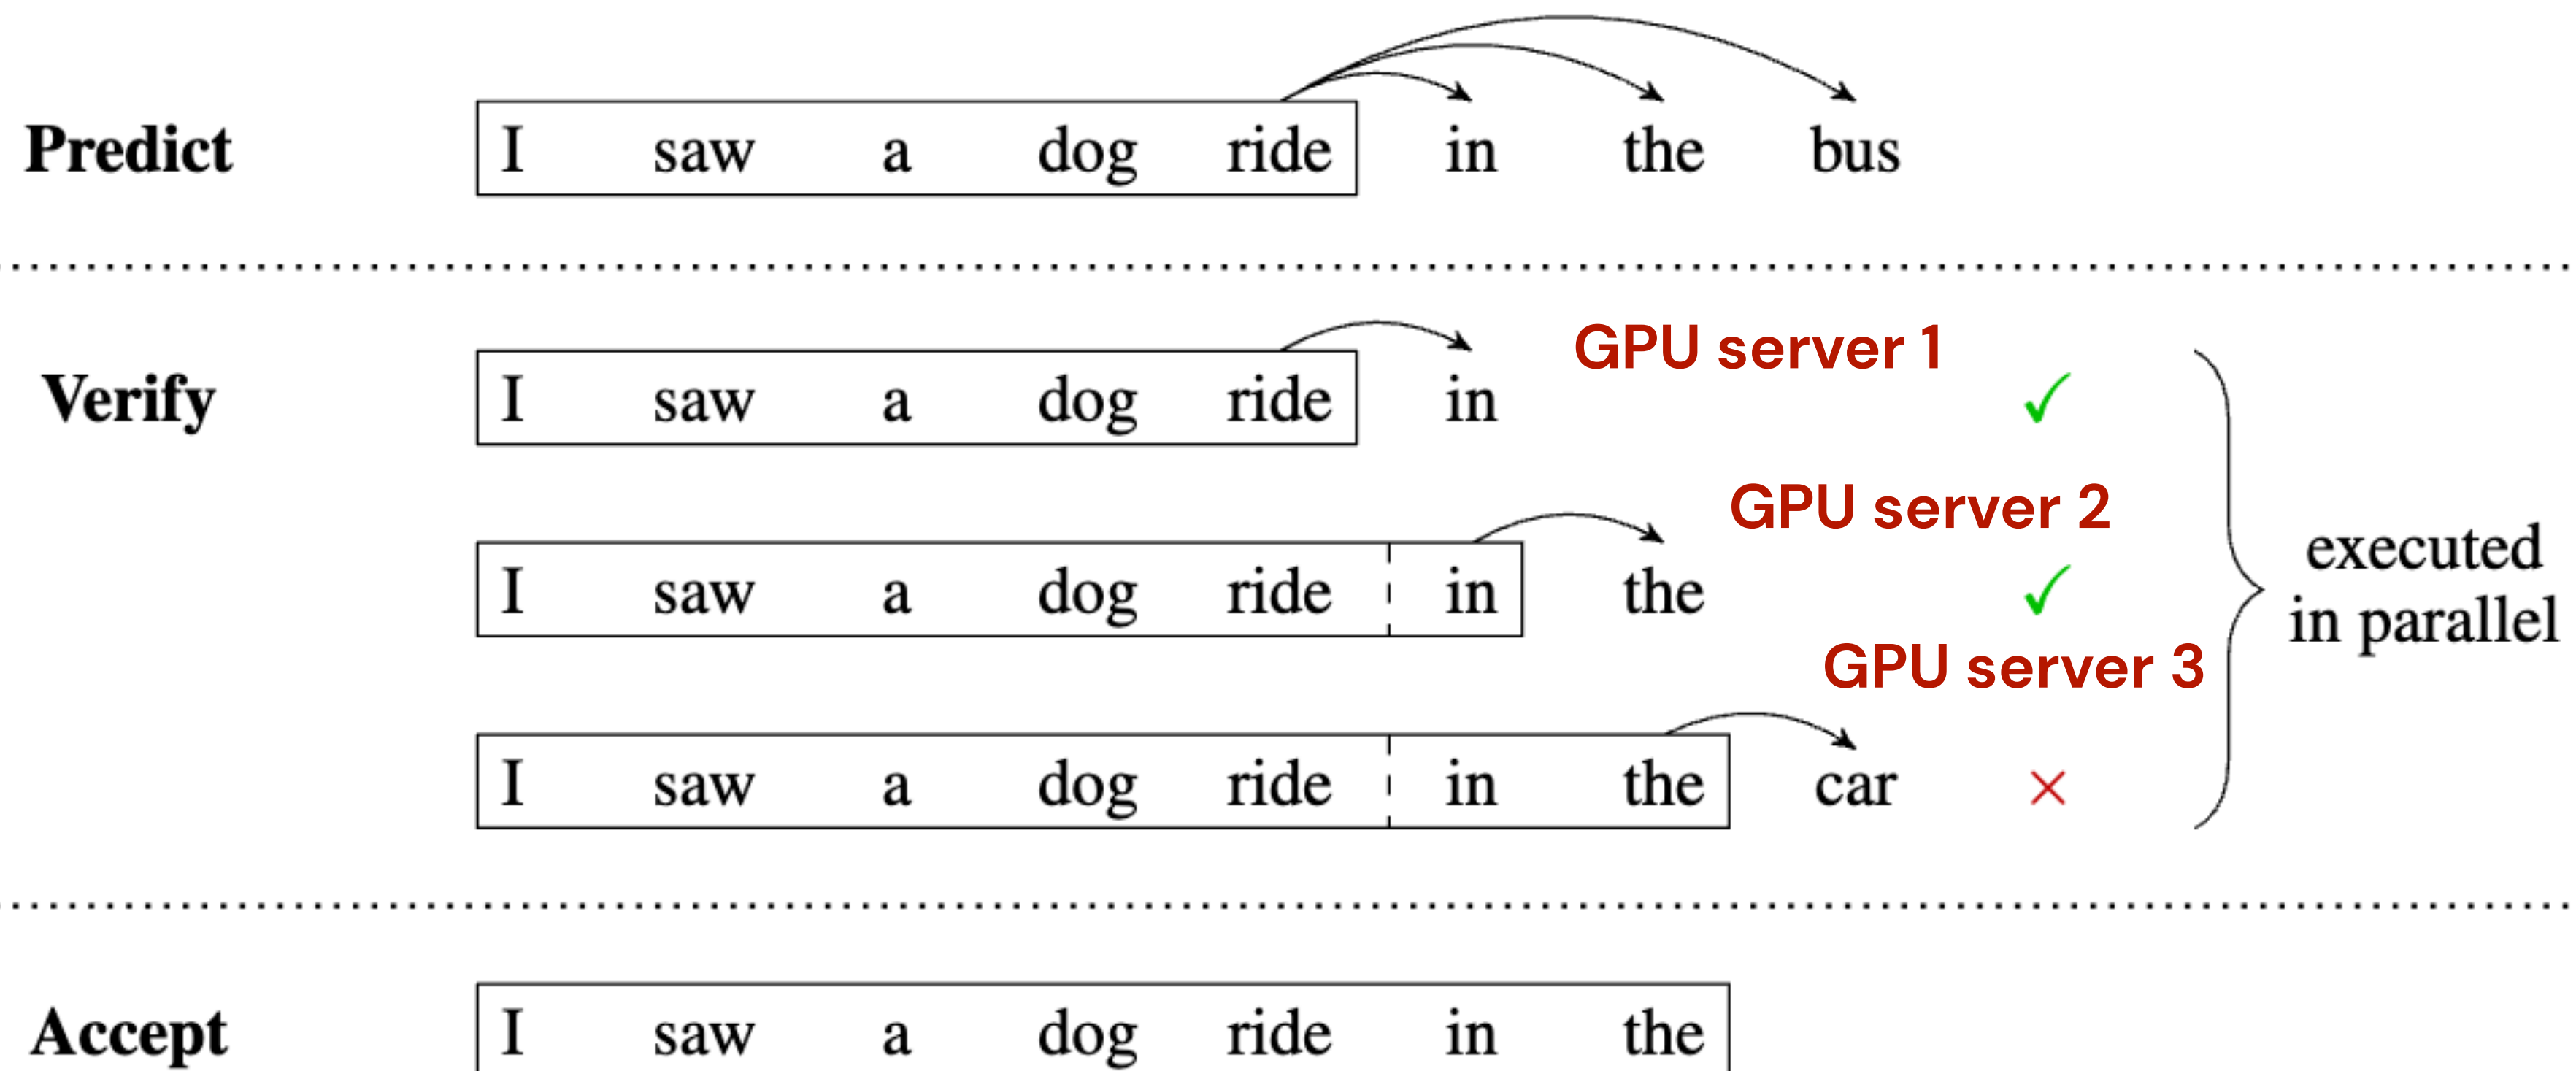 Predict I saw a dog ride in the bus
GPU server 1
Verify I saw a dog ride in ✓
GPU server 2
I saw a dog ride in the ✓
executed
in parallel
GPU server 3
I saw a dog ride in the car ×
Accept I saw a dog ride in the